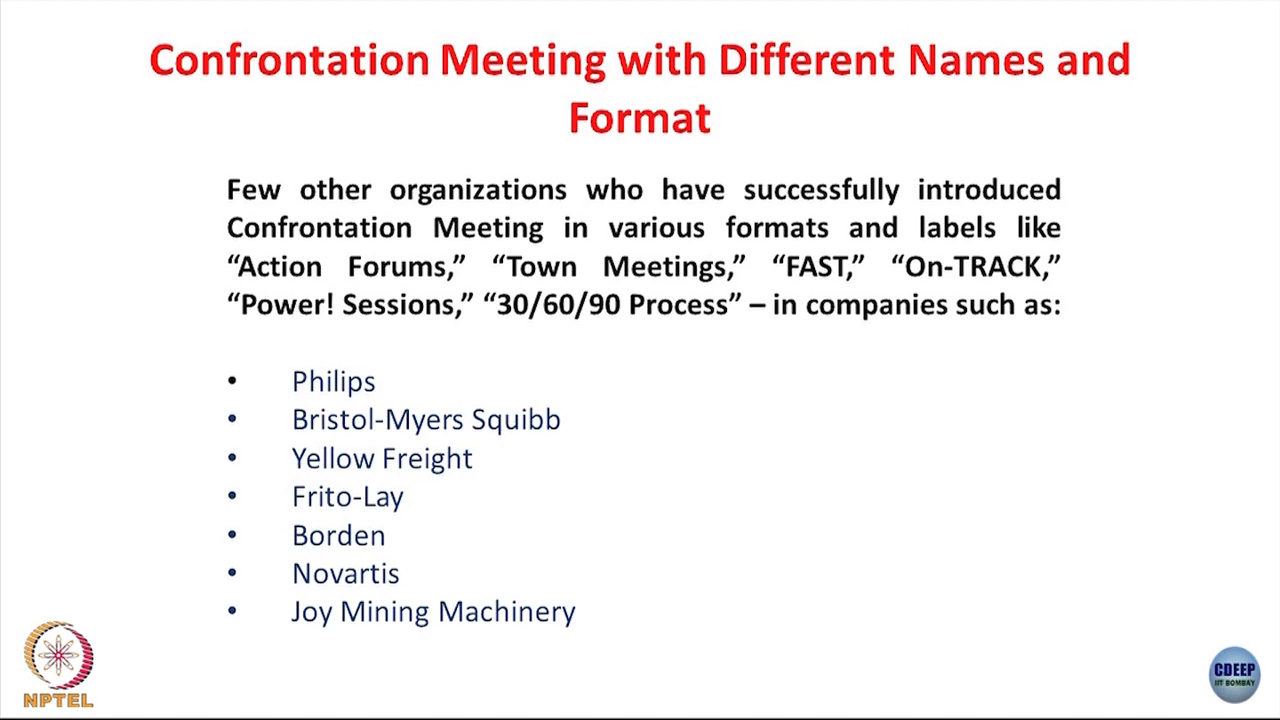 Confrontation Meeting with Different Names and
Format
Few other organizations who have successfully introduced
Confrontation Meeting in various formats and labels like
“Action Forums,” “Town Meetings,” “FAST,” “On-TRACK,”
“Power! Sessions,” “30/60/90 Process” – in companies such as:
• Philips
• Bristol-Myers Squibb
• Yellow Freight
• Frito-Lay
• Borden
• Novartis
• Joy Mining Machinery
NPTEL
CDEEP
IIT BOMBAY